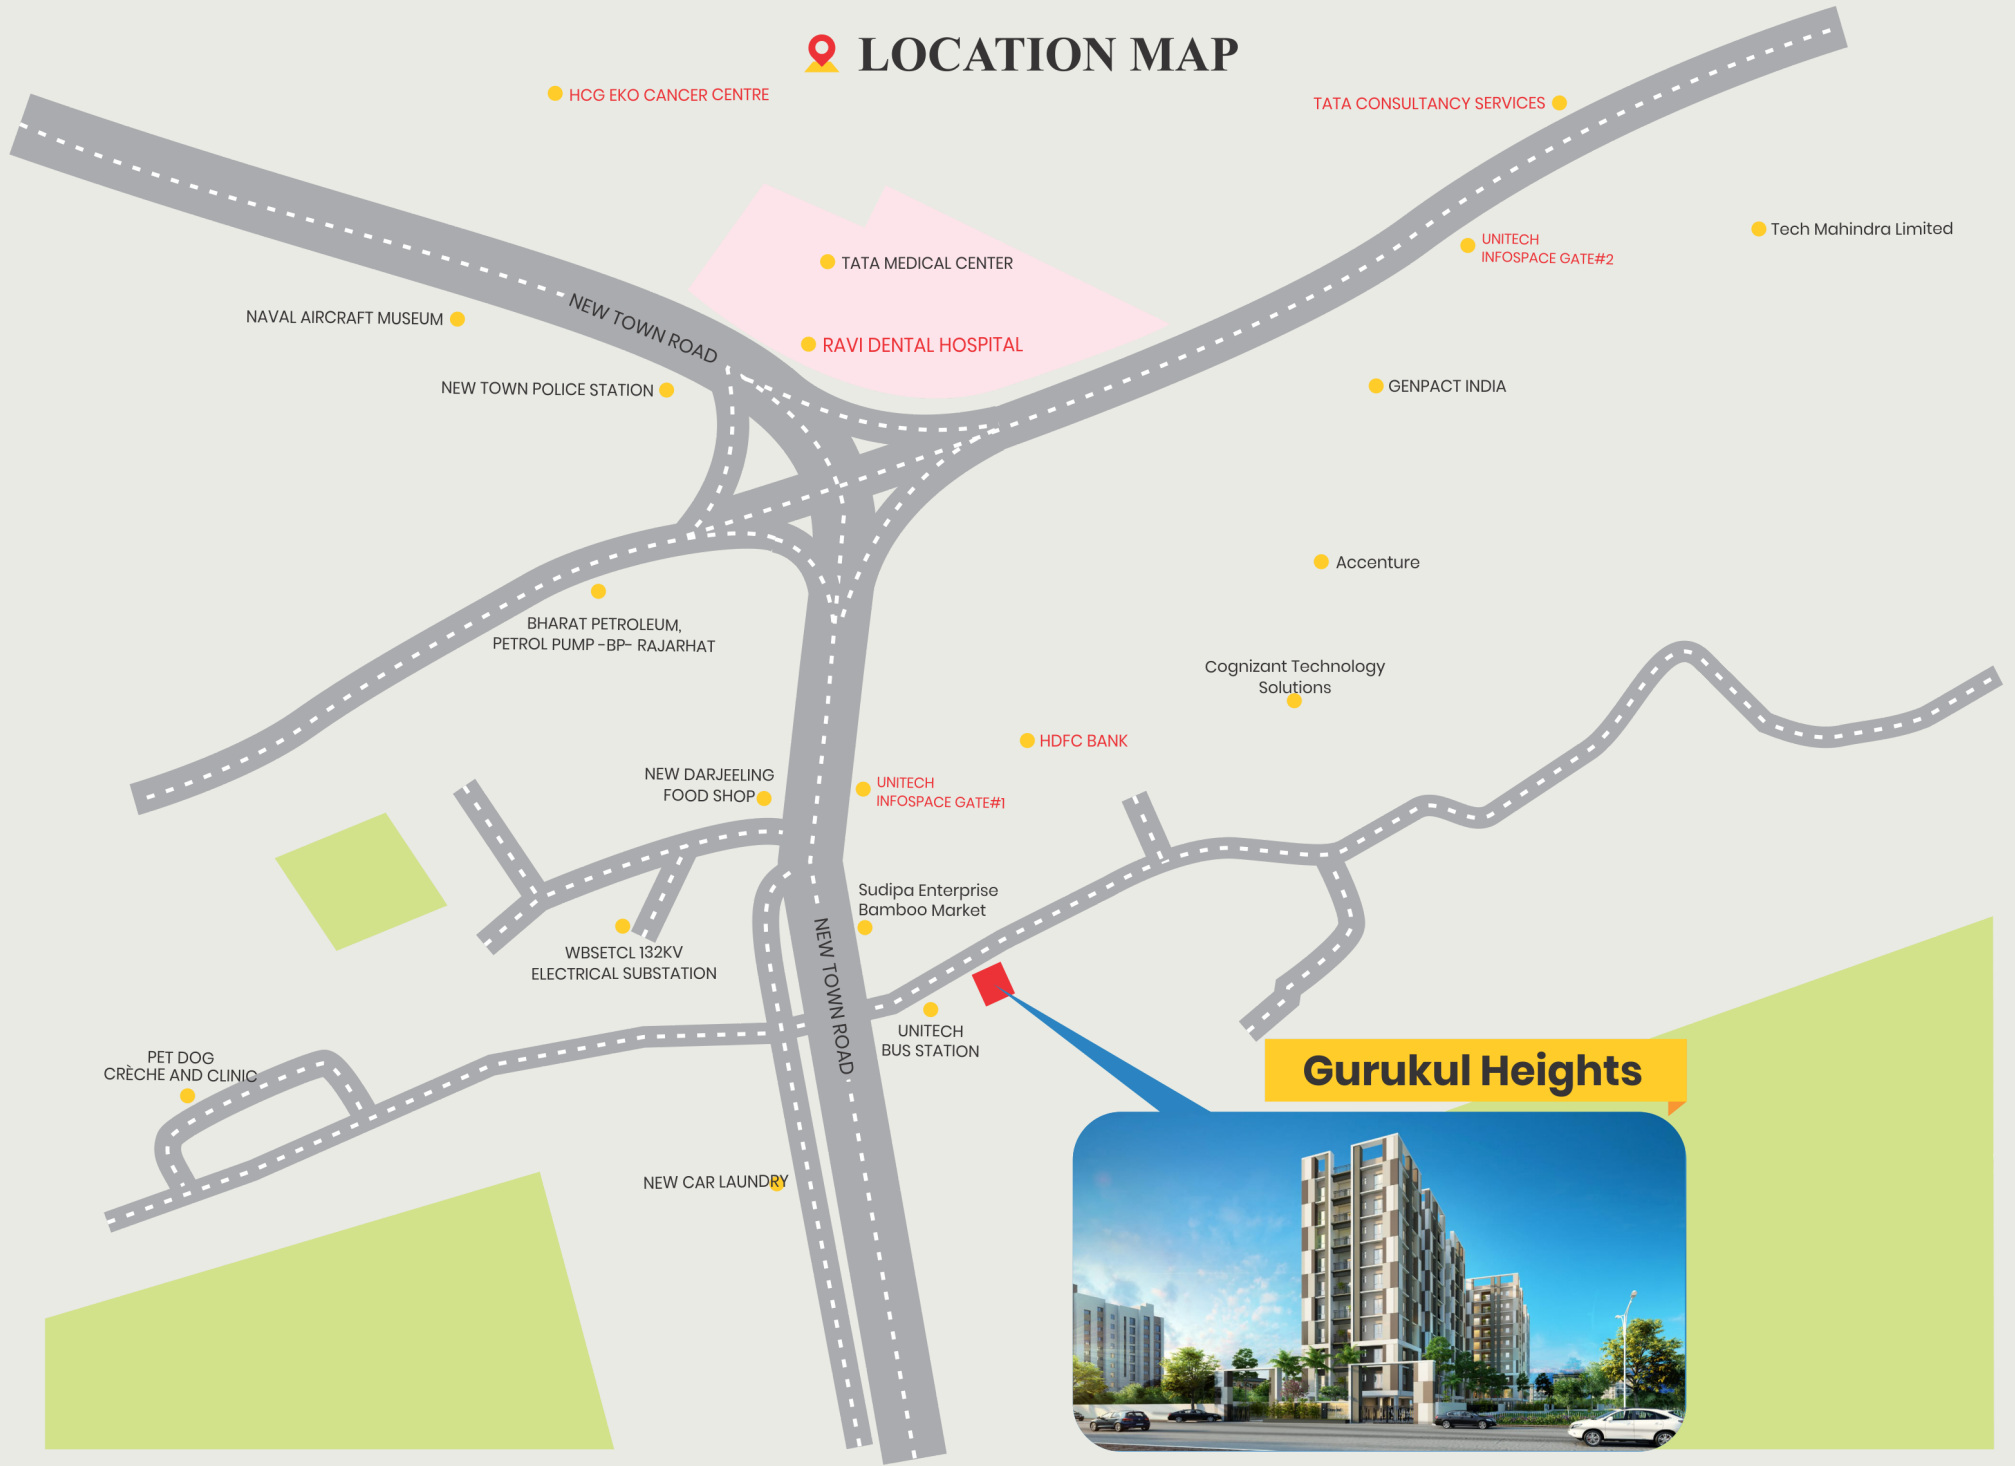 LOCATION MAP
HCG EKO CANCER CENTRE
TATA CONSULTANCY SERVICES
Tech Mahindra Limited
UNITECH
INFOSPACE GATE#2
TATA MEDICAL CENTER
NAVAL AIRCRAFT MUSEUM
NEW TOWN ROAD
RAVI DENTAL HOSPITAL
NEW TOWN POLICE STATION
GENPACT INDIA
Accenture
BHARAT PETROLEUM,
PETROL PUMP -BP- RAJARHAT
Cognizant Technology
Solutions
HDFC BANK
NEW DARJEELING
FOOD SHOP
UNITECH
INFOSPACE GATE#1
Sudipa Enterprise
Bamboo Market
WBSETCL 132KV
ELECTRICAL SUBSTATION
NEW TOWN ROAD
UNITECH
BUS STATION
PET DOG
CRÈCHE AND CLINIC
Gurukul Heights
NEW CAR LAUNDRY